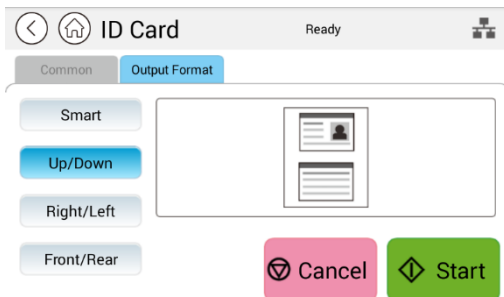 ID Card
Ready
Common
Output Format
Smart
Up/Down
Right/Left
Front/Rear
Cancel
Start